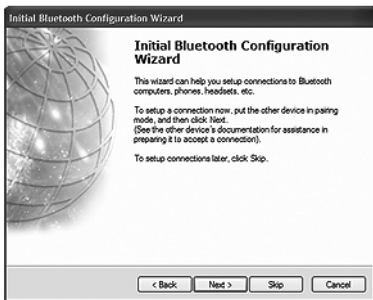 Initial Bluetooth Configuration Wizard
Initial Bluetooth Configuration
Wizard
This wizard can help you setup connections to Bluetooth
computers, phones, headsets, etc.
To setup a connection now, put the other device in pairing
mode, and then click Next.
(See the other device's documentation for assistance in
preparing it to accept a connection).
To setup connections later, click Skip.
< Back Next > Skip Cancel